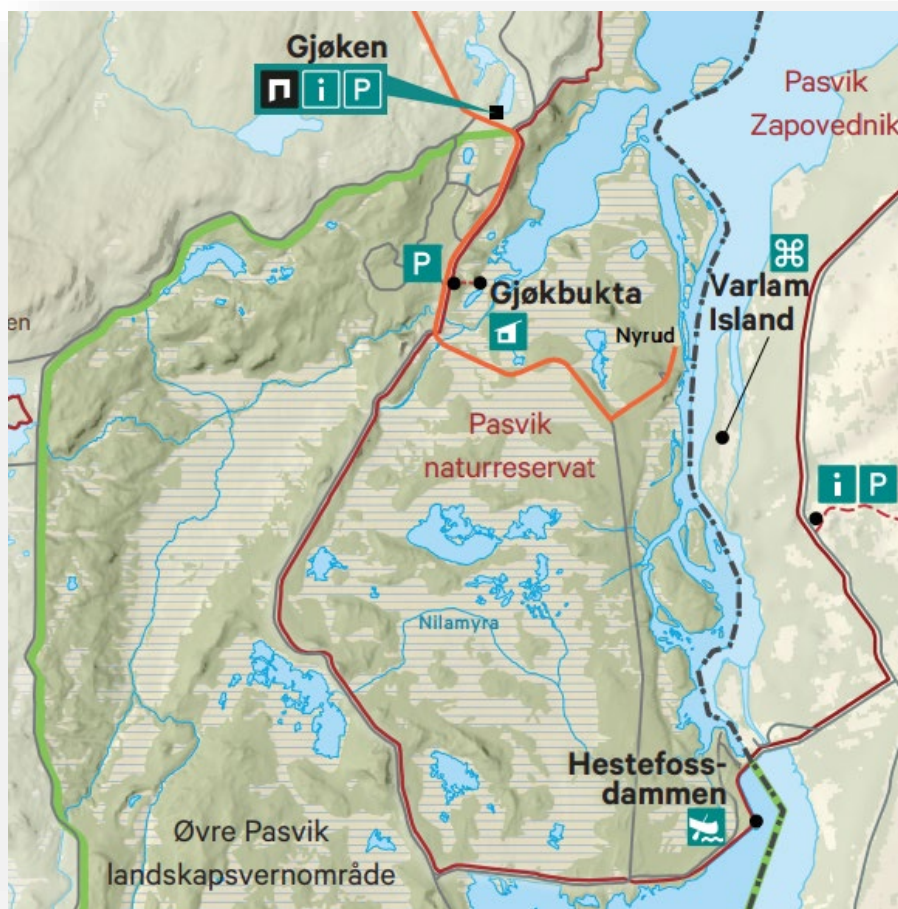 Gjøken
i P
Pasvik
Zapovednik
P
Gjøkbukta
Varlam
Island
en
Nyrud
Pasvik
naturreservat
i P
Nilamyra
Hestefoss-
dammen
Øvre Pasvik
landskapsvernområde